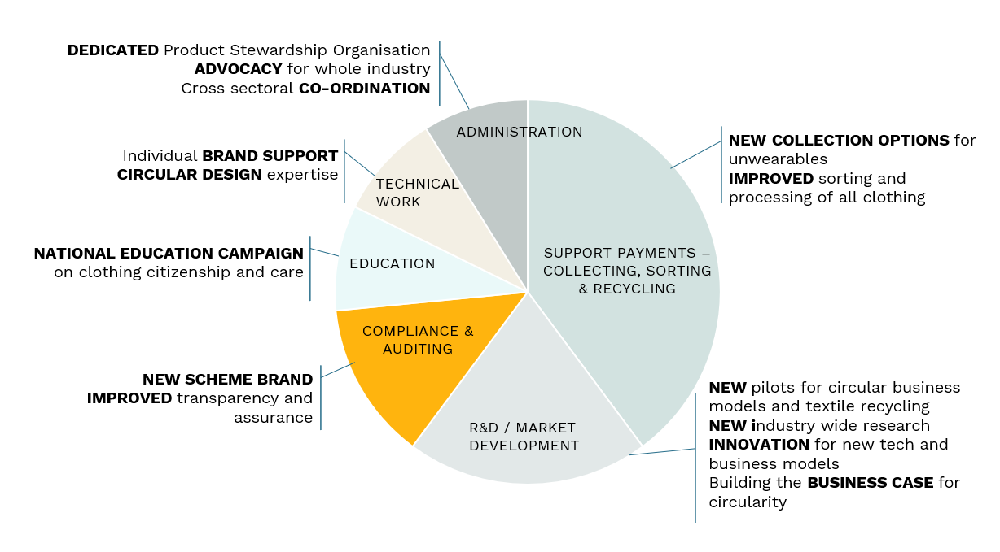 DEDICATED Product Stewardship Organisation
ADVOCACY for whole industry
Cross sectoral CO-ORDINATION
ADMINISTRATION
NEW COLLECTION OPTIONS for
unwearables
IMPROVED sorting and
processing of all clothing
Individual BRAND SUPPORT
CIRCULAR DESIGN expertise
TECHNICAL
WORK
NATIONAL EDUCATION CAMPAIGN
on clothing citizenship and care
EDUCATION
SUPPORT PAYMENTS –
COLLECTING, SORTING
& RECYCLING
COMPLIANCE &
AUDITING
NEW SCHEME BRAND
IMPROVED transparency and
assurance
R&D / MARKET
DEVELOPMENT
NEW pilots for circular business
models and textile recycling
NEW industry wide research
INNOVATION for new tech and
business models
Building the BUSINESS CASE for
circularity